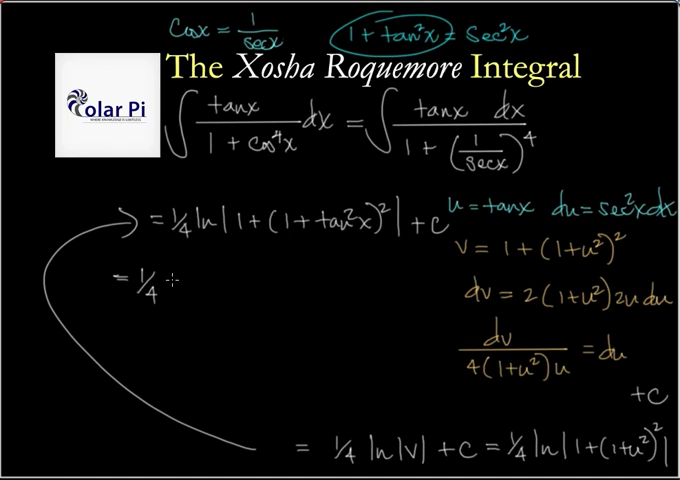 cosx = 1/secx   1 + tan²x = sec²x
The Xosha Roquemore Integral
olar Pi
∫ tanx / (1 + cos⁴x) dx = ∫ tanx dx / (1 + (1/secx)⁴)
= ¼ ln | 1 + (1 + tan²x)² | + c
u = tanx   du = sec²x dx
v = 1 + (1+u²)²
= ¼
dv = 2 (1+u²) 2u du
dv / 4(1+u²)u = du
+ c
= ¼ ln |v| + c = ¼ ln | 1+(1+u²)² |